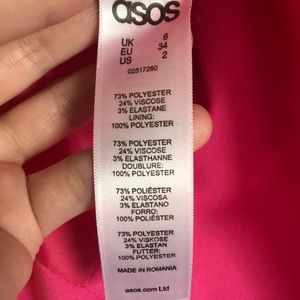 asos
UK 6
EU 34
US 2
02517260
73% POLYESTER
24% VISCOSE
3% ELASTANE
LINING:
100% POLYESTER
73% POLYESTER
24% VISCOSE
3% ELASTHANNE
DOUBLURE:
100% POLYESTER
73% POLIÉSTER
24% VISCOSA
3% ELASTANO
FORRO:
100% POLIÉSTER
73% POLYESTER
24% VISKOSE
3% ELASTAN
FUTTER:
100% POLYESTER
MADE IN ROMANIA
asos.com Ltd